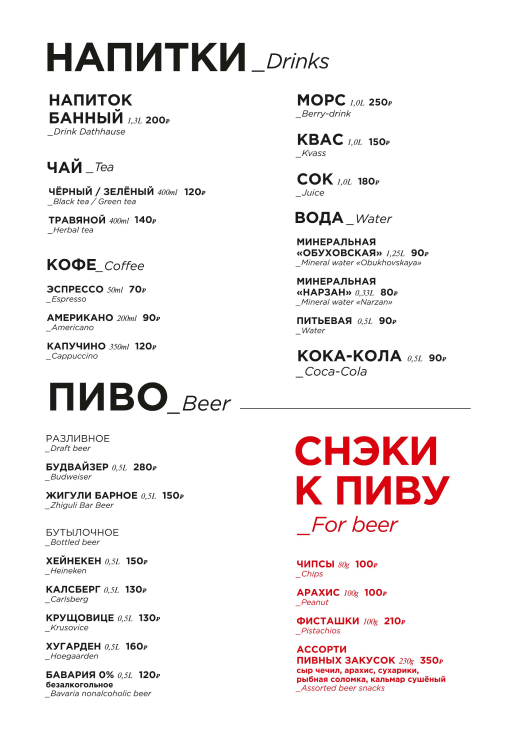 НАПИТКИ _Drinks
НАПИТОК
БАННЫЙ 1,3L 200₽
_Drink Dathhause
ЧАЙ _Tea
ЧЁРНЫЙ / ЗЕЛЁНЫЙ 400ml 120₽
_Black tea / Green tea
ТРАВЯНОЙ 400ml 140₽
_Herbal tea
КОФЕ_Coffee
ЭСПРЕССО 50ml 70₽
_Espresso
АМЕРИКАНО 200ml 90₽
_Americano
КАПУЧИНО 350ml 120₽
_Cappuccino
МОРС 1,0L 250₽
_Berry-drink
КВАС 1,0L 150₽
_Kvass
СОК 1,0L 180₽
_Juice
ВОДА _Water
МИНЕРАЛЬНАЯ
«ОБУХОВСКАЯ» 1,25L 90₽
_Mineral water «Obukhovskaya»
МИНЕРАЛЬНАЯ
«НАРЗАН» 0,33L 80₽
_Mineral water «Narzan»
ПИТЬЕВАЯ 0,5L 90₽
_Water
КОКА-КОЛА 0,5L 90₽
_Coca-Cola
ПИВО_Beer
РАЗЛИВНОЕ
_Draft beer
БУДВАЙЗЕР 0,5L 280₽
_Budweiser
ЖИГУЛИ БАРНОЕ 0,5L 150₽
_Zhiguli Bar Beer
БУТЫЛОЧНОЕ
_Bottled beer
ХЕЙНЕКЕН 0,5L 150₽
_Heineken
КАЛСБЕРГ 0,5L 130₽
_Carlsberg
КРУЩОВИЦЕ 0,5L 130₽
_Krusovice
ХУГАРДЕН 0,5L 160₽
_Hoegaarden
БАВАРИЯ 0% 0,5L 120₽
безалкогольное
_Bavaria nonalcoholic beer
СНЭКИ
К ПИВУ
_For beer
ЧИПСЫ 80g 100₽
_Chips
АРАХИС 100g 100₽
_Peanut
ФИСТАШКИ 100g 210₽
_Pistachios
АССОРТИ
ПИВНЫХ ЗАКУСОК 230g 350₽
сыр чечил, арахис, сухарики,
рыбная соломка, кальмар сушёный
_Assorted beer snacks